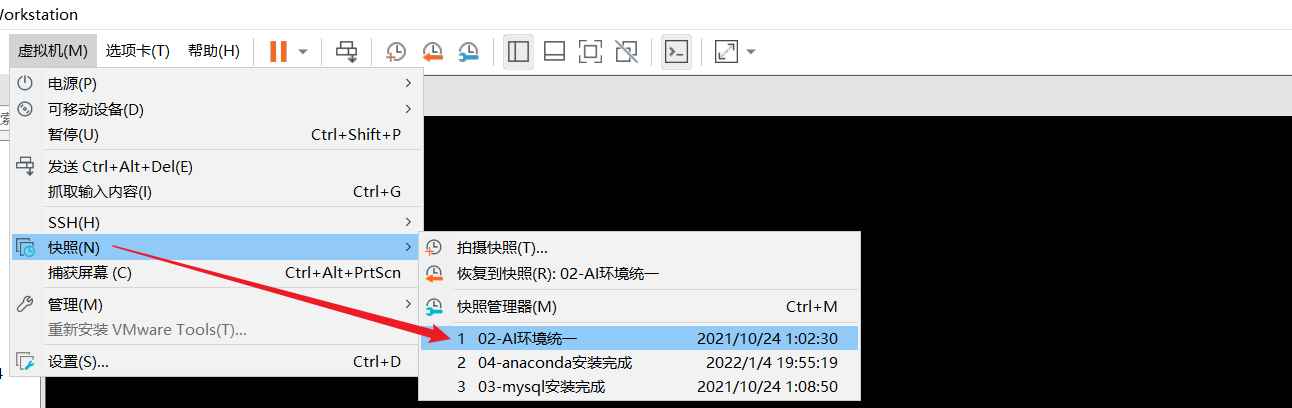 Workstation
虚拟机(M) 选项卡(T) 帮助(H)
电源(P)
可移动设备(D)
暂停(U) Ctrl+Shift+P
发送 Ctrl+Alt+Del(E)
抓取输入内容(I) Ctrl+G
SSH(H)
快照(N)
捕获屏幕 (C) Ctrl+Alt+PrtScn
管理(M)
重新安装 VMware Tools(T)...
设置(S)... Ctrl+D
拍摄快照(T)...
恢复到快照(R): 02-AI环境统一
快照管理器(M) Ctrl+M
1 02-AI环境统一 2021/10/24 1:02:30
2 04-anaconda安装完成 2022/1/4 19:55:19
3 03-mysql安装完成 2021/10/24 1:08:50